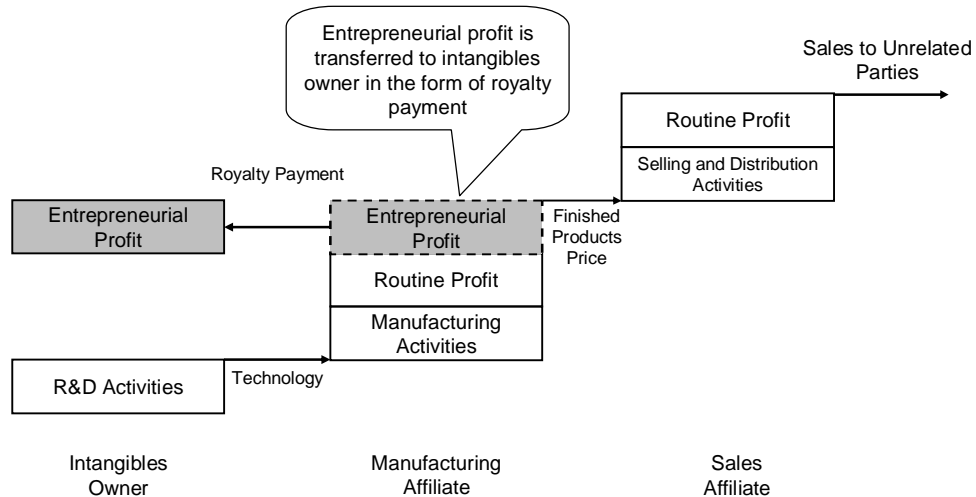 Entrepreneurial profit is
transferred to intangibles
owner in the form of royalty
payment
Sales to Unrelated
Parties
Routine Profit
Selling and Distribution
Activities
Royalty Payment
Entrepreneurial
Profit
Entrepreneurial
Profit
Finished
Products
Price
Routine Profit
Manufacturing
Activities
R&D Activities
Technology
Intangibles
Owner
Manufacturing
Affiliate
Sales
Affiliate